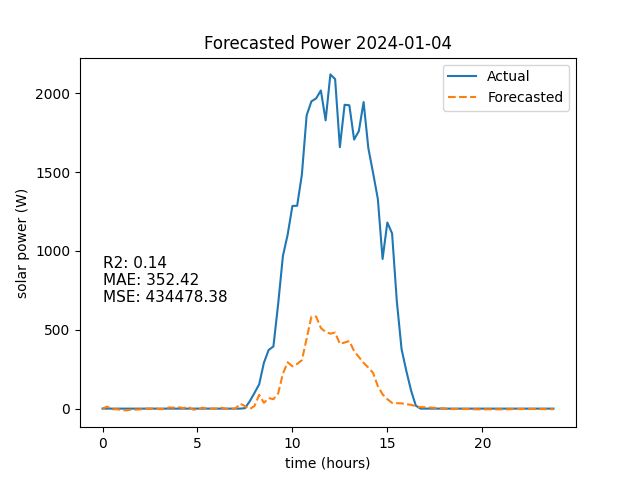 Forecasted Power 2024-01-04
Actual
Forecasted
2000
1500
1000
500
0
solar power (W)
R2: 0.14
MAE: 352.42
MSE: 434478.38
0 5 10 15 20
time (hours)